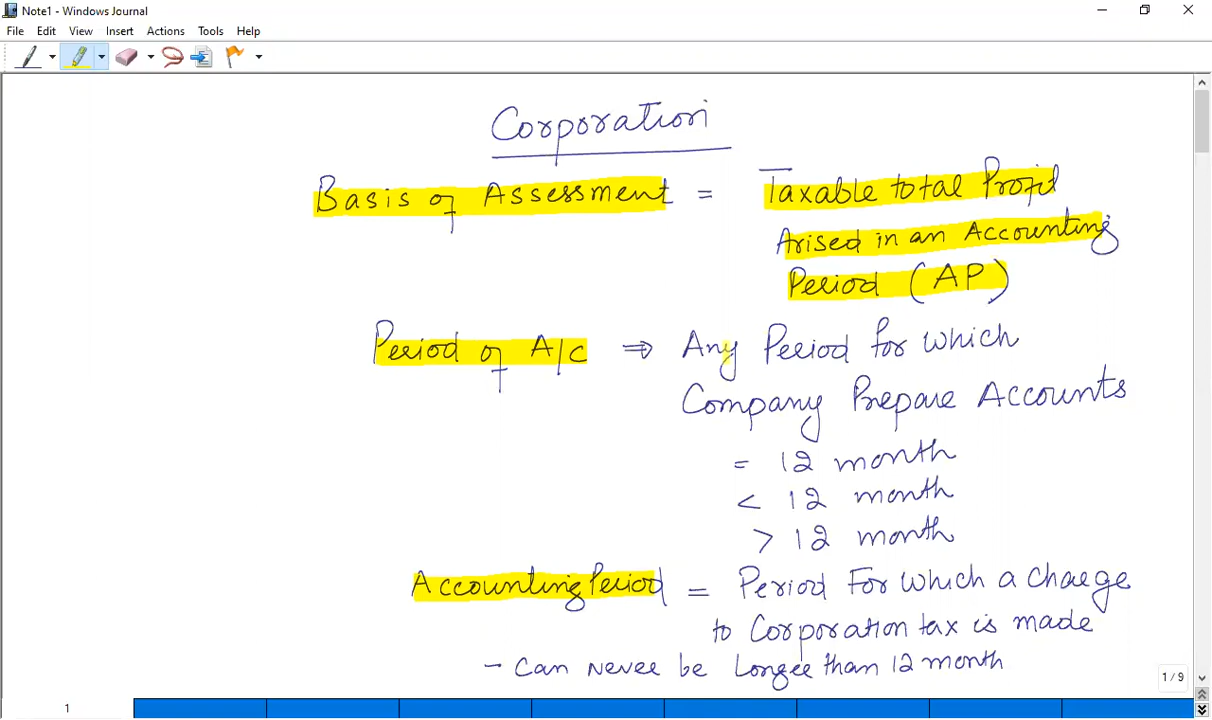 Note1 - Windows Journal
File Edit View Insert Actions Tools Help
Corporation
Basis of Assessment = Taxable total Profit
Arised in an Accounting
Period (AP)
Period of A/c ⇒ Any Period for which
Company Prepare Accounts
= 12 month
< 12 month
> 12 month
Accounting Period = Period For which a charge
to Corporation tax is made
- Can never be Longer than 12 month
1 / 9
1